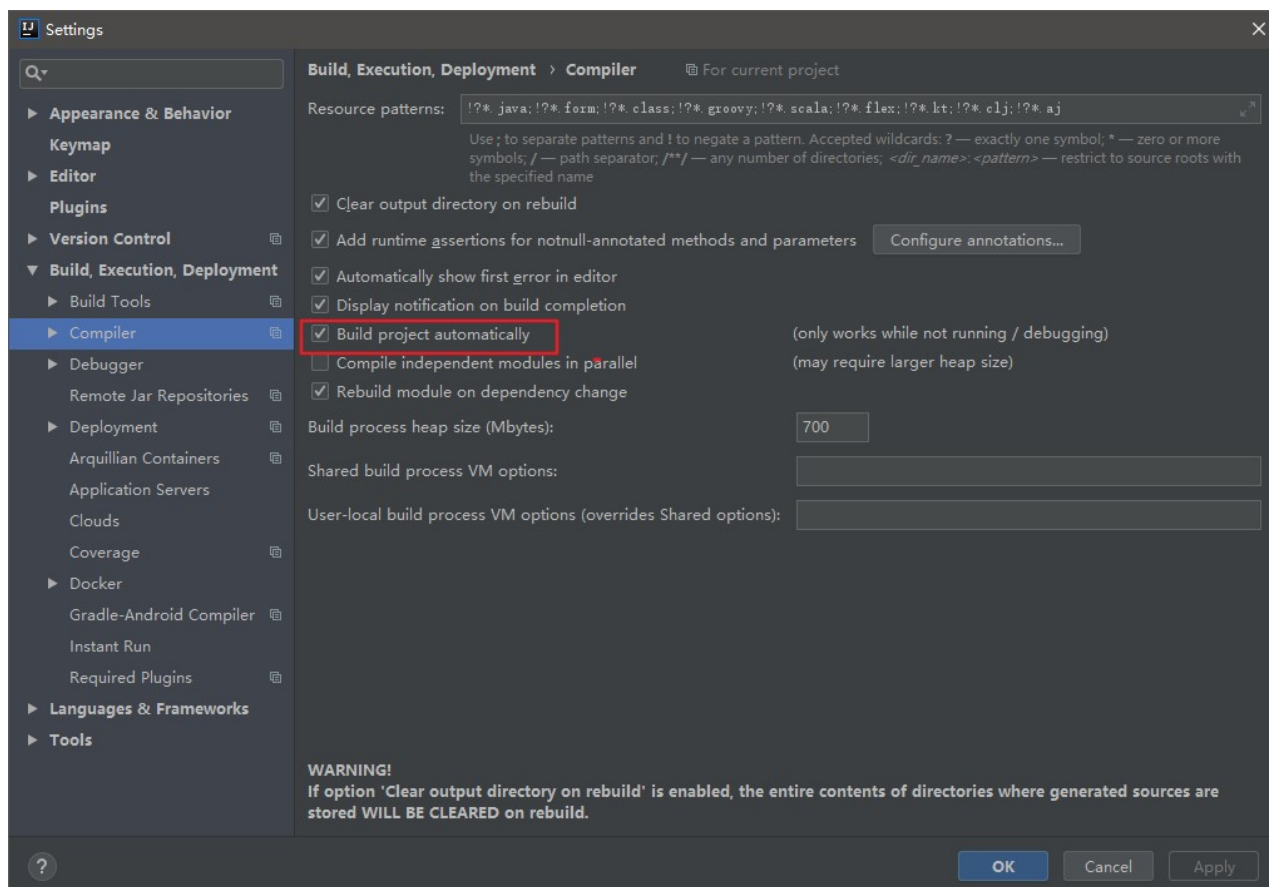 Settings
Build, Execution, Deployment › Compiler For current project
Appearance & Behavior
Keymap
Editor
Plugins
Version Control
Build, Execution, Deployment
Build Tools
Compiler
Debugger
Remote Jar Repositories
Deployment
Arquillian Containers
Application Servers
Clouds
Coverage
Docker
Gradle-Android Compiler
Instant Run
Required Plugins
Languages & Frameworks
Tools
Resource patterns: !?*.java;!?*.form;!?*.class;!?*.groovy;!?*.scala;!?*.flex;!?*.kt;!?*.clj;!?*.aj
Use ; to separate patterns and ! to negate a pattern. Accepted wildcards: ? — exactly one symbol; * — zero or more
symbols; / — path separator; /**/ — any number of directories; <dir_name>:<pattern> — restrict to source roots with
the specified name
Clear output directory on rebuild
Add runtime assertions for notnull-annotated methods and parameters Configure annotations...
Automatically show first error in editor
Display notification on build completion
Build project automatically (only works while not running / debugging)
Compile independent modules in parallel (may require larger heap size)
Rebuild module on dependency change
Build process heap size (Mbytes): 700
Shared build process VM options:
User-local build process VM options (overrides Shared options):
WARNING!
If option 'Clear output directory on rebuild' is enabled, the entire contents of directories where generated sources are
stored WILL BE CLEARED on rebuild.
? OK Cancel Apply